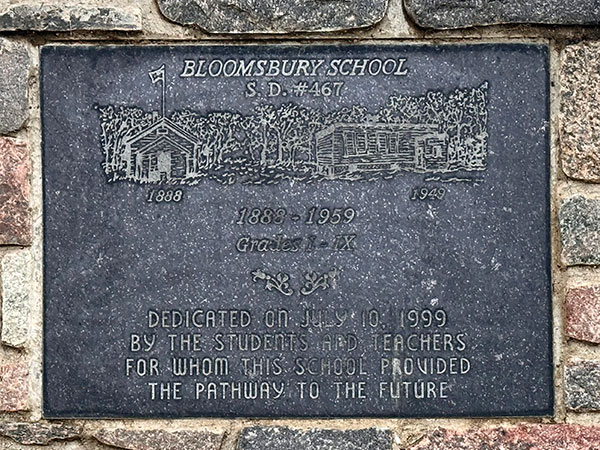 BLOOMSBURY SCHOOL
S. D. #467
1888
1949
1888 - 1959
Grades I - IX
DEDICATED ON JULY 10, 1999
BY THE STUDENTS AND TEACHERS
FOR WHOM THIS SCHOOL PROVIDED
THE PATHWAY TO THE FUTURE